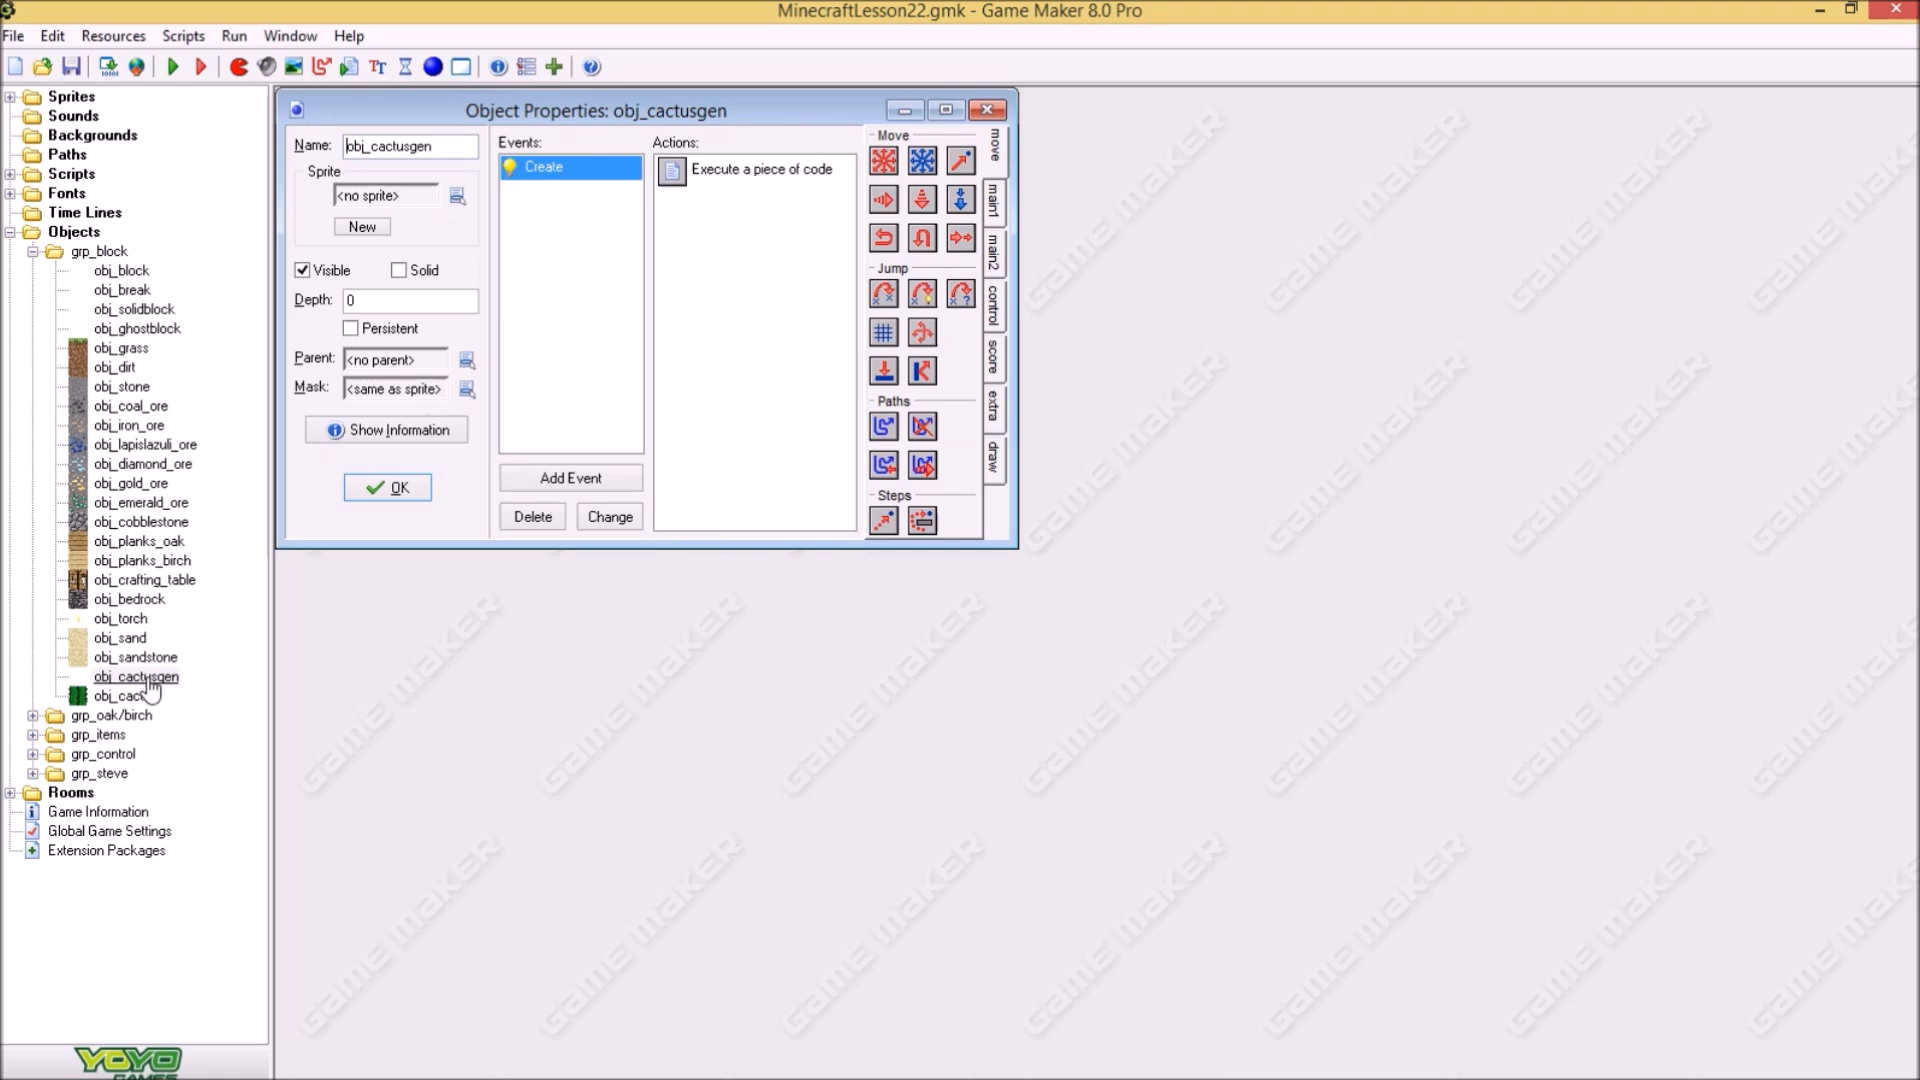 MinecraftLesson22.gmk - Game Maker 8.0 Pro
File Edit Resources Scripts Run Window Help
Sprites
Sounds
Backgrounds
Paths
Scripts
Fonts
Time Lines
Objects
grp_block
obj_block
obj_break
obj_solidblock
obj_ghostblock
obj_grass
obj_dirt
obj_stone
obj_coal_ore
obj_iron_ore
obj_lapislazuli_ore
obj_diamond_ore
obj_gold_ore
obj_emerald_ore
obj_cobblestone
obj_planks_oak
obj_planks_birch
obj_crafting_table
obj_bedrock
obj_torch
obj_sand
obj_sandstone
obj_cactusgen
grp_oak/birch
grp_items
grp_control
grp_steve
Rooms
Game Information
Global Game Settings
Extension Packages
YOYO
GAMES
Object Properties: obj_cactusgen
Name: obj_cactusgen
Sprite
<no sprite>
New
Visible Solid
Depth: 0
Persistent
Parent: <no parent>
Mask: <same as sprite>
Show Information
OK
Events:
Create
Add Event
Delete Change
Actions:
Execute a piece of code
Move
Jump
Paths
Steps
move
main1
main2
control
score
extra
draw
GAME MAKER